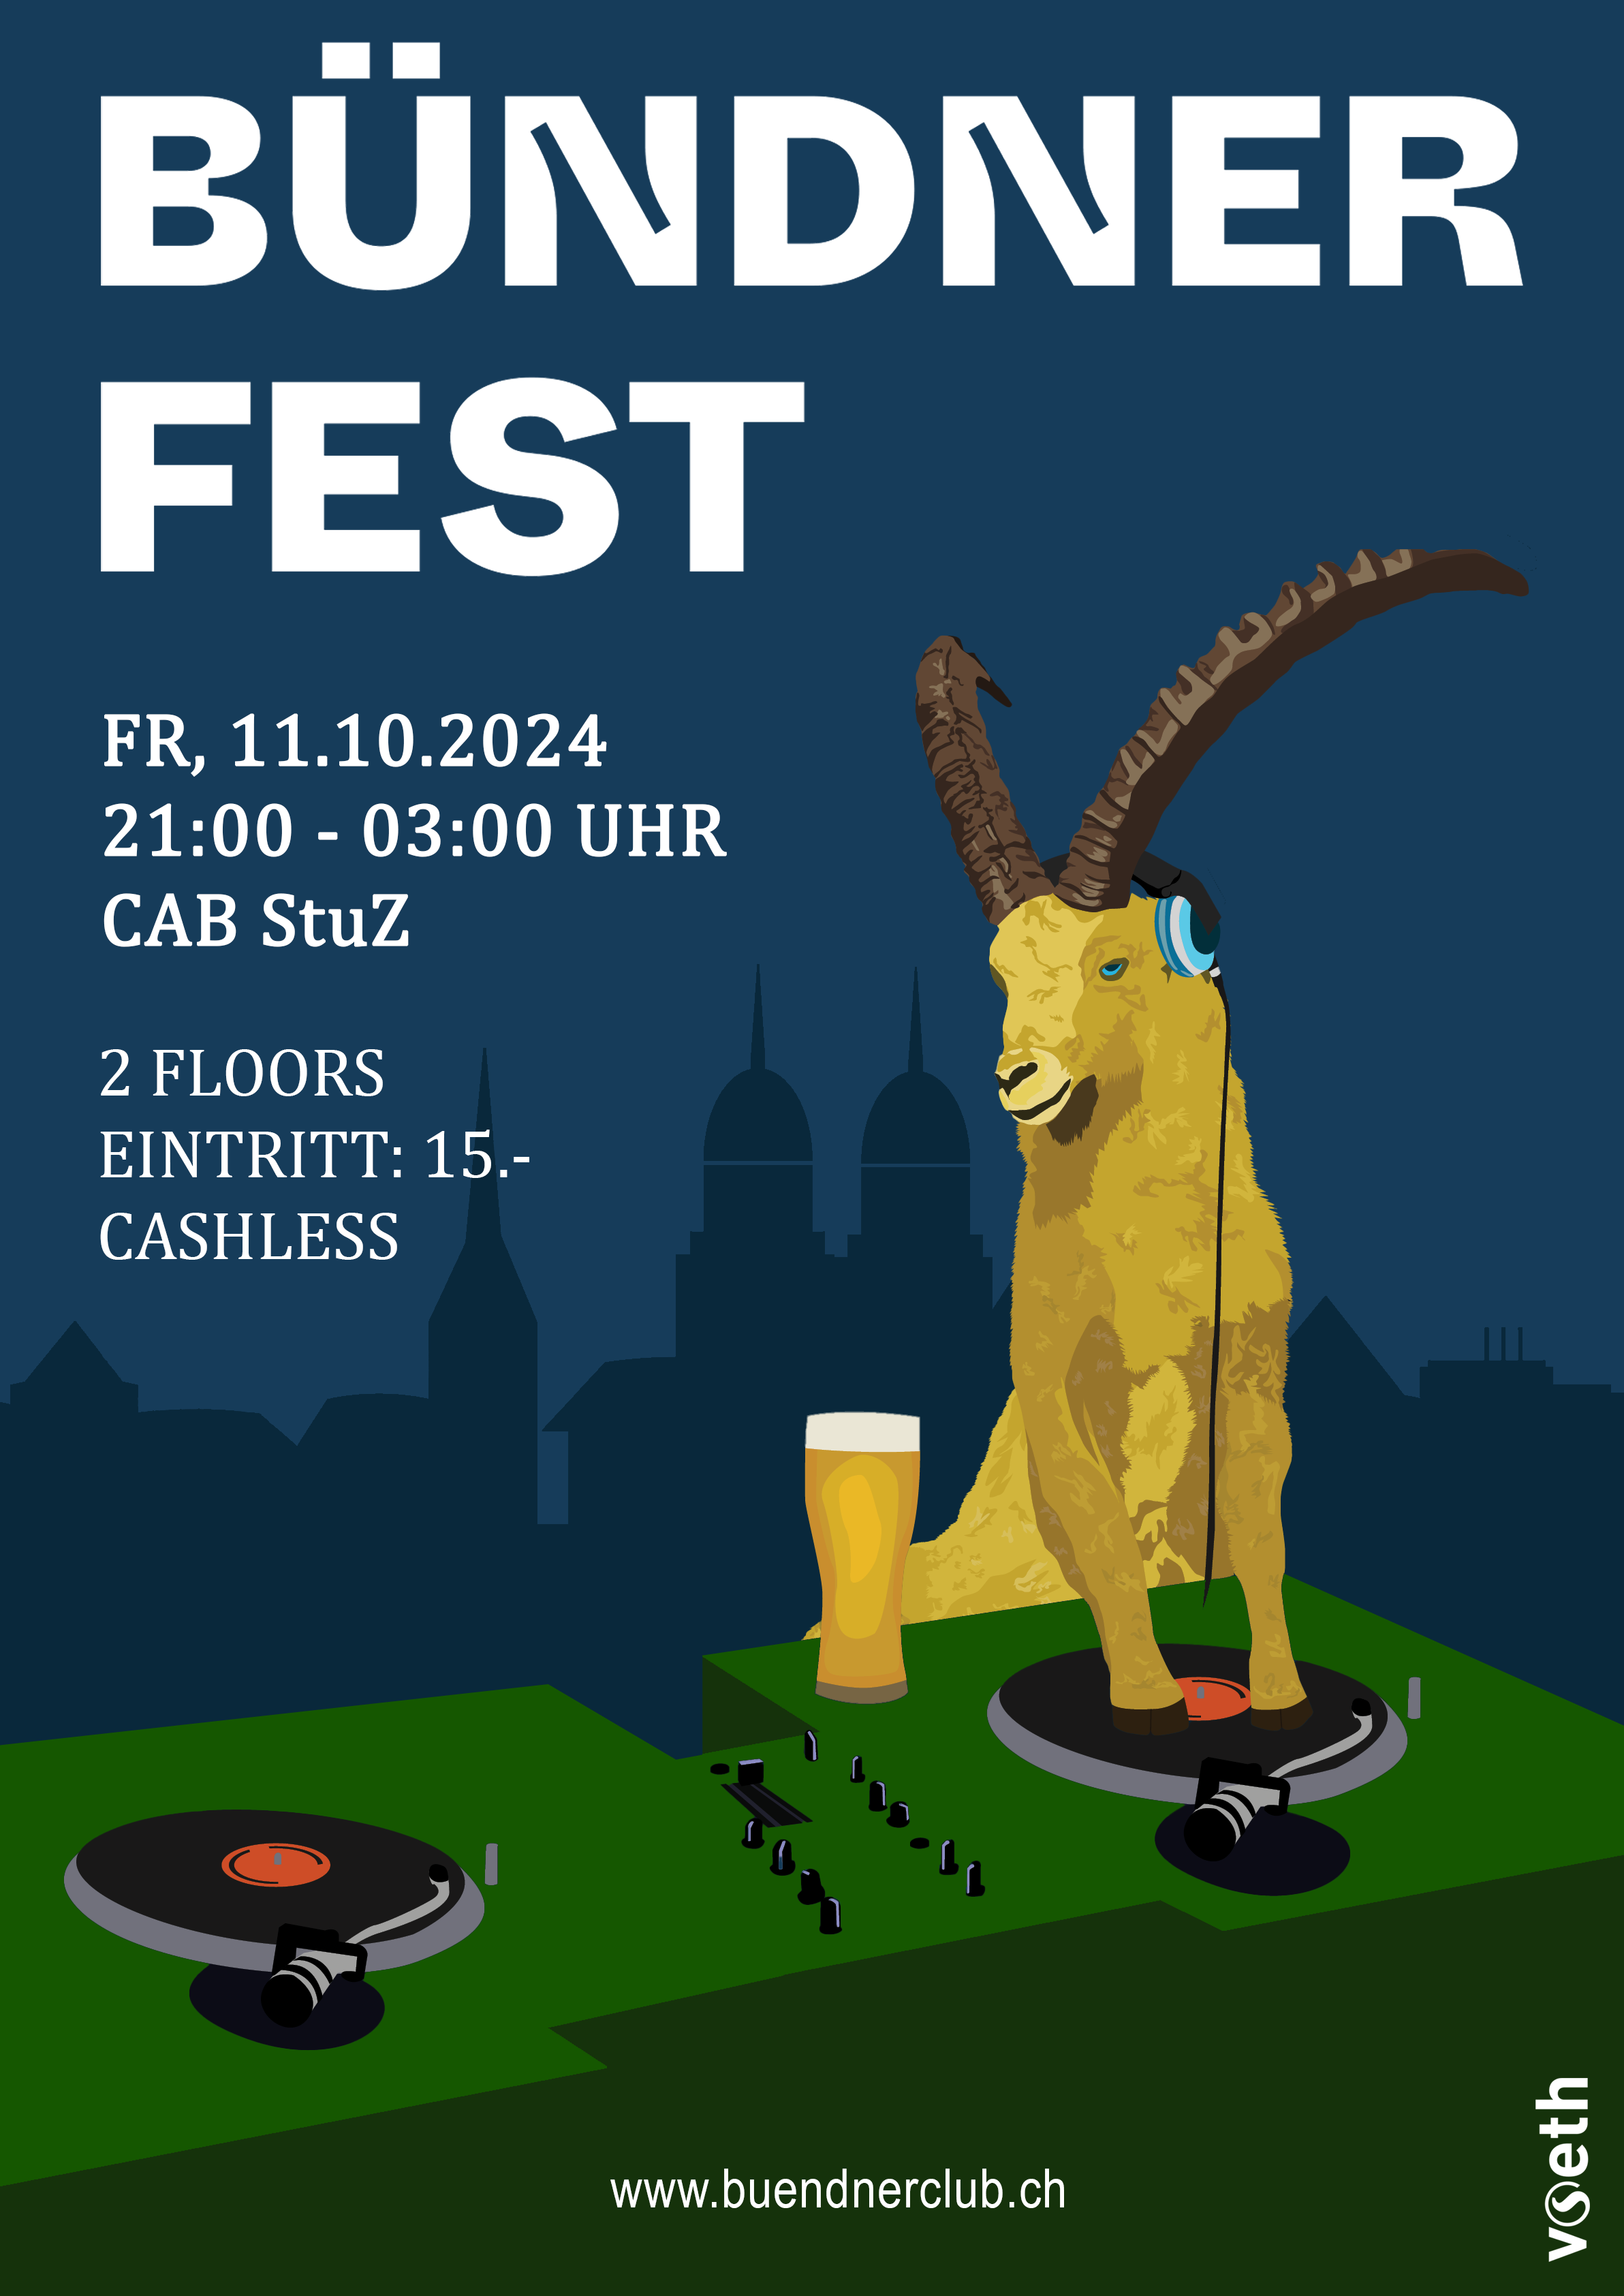 BÜNDNER
FEST
FR, 11.10.2024
21:00 - 03:00 UHR
CAB StuZ
2 FLOORS
EINTRITT: 15.-
CASHLESS
www.buendnerclub.ch
vseth